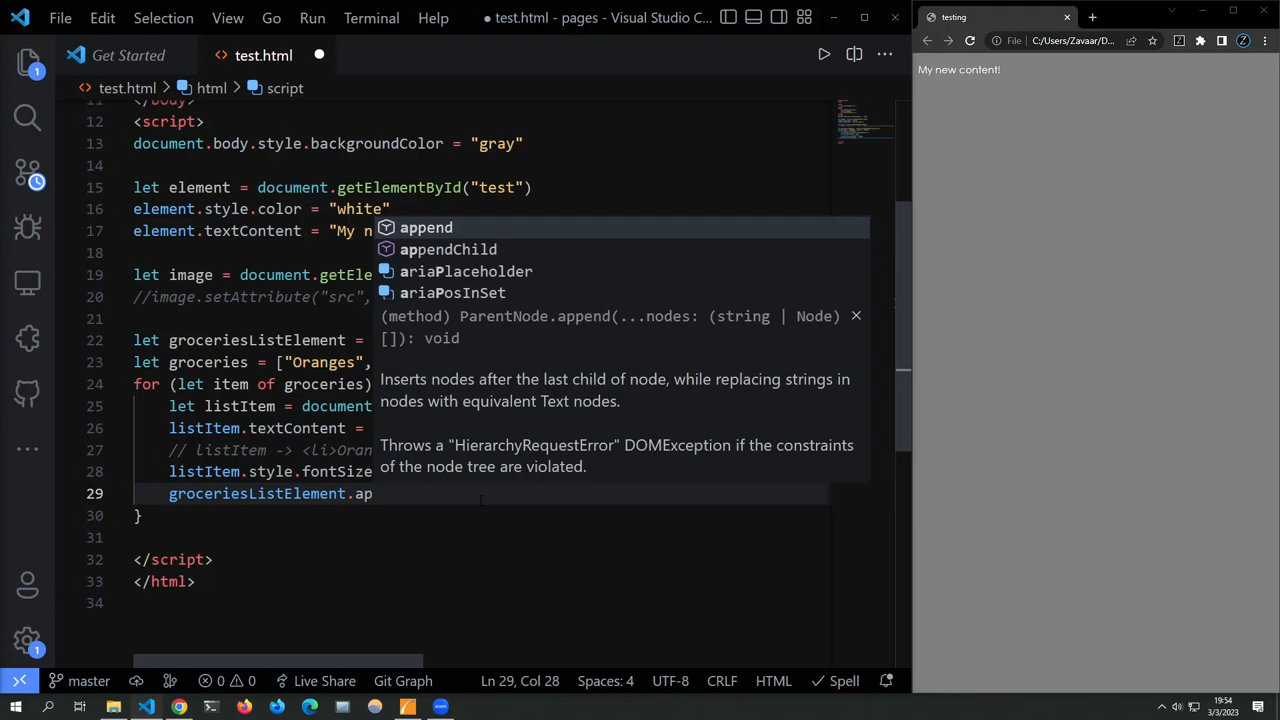 File Edit Selection View Go Run Terminal Help ● test.html - pages - Visual Studio C...
Get Started test.html
test.html > html > script
11 </body>
12 <script>
13 document.body.style.backgroundColor = "gray"
14
15 let element = document.getElementById("test")
16 element.style.color = "white"
17 element.textContent = "My n
18
19 let image = document.getEle
20 //image.setAttribute("src",
21
22 let groceriesListElement =
23 let groceries = ["Oranges",
24 for (let item of groceries)
25 let listItem = document
26 listItem.textContent =
27 // listItem -> <li>Oran
28 listItem.style.fontSize
29 groceriesListElement.ap
30 }
31
32 </script>
33 </html>
34
append
appendChild
ariaPlaceholder
ariaPosInSet
(method) ParentNode.append(...nodes: (string | Node)
[]): void
Inserts nodes after the last child of node, while replacing strings in
nodes with equivalent Text nodes.
Throws a "HierarchyRequestError" DOMException if the constraints
of the node tree are violated.
1
1
master 0 0 Live Share Git Graph Ln 29, Col 28 Spaces: 4 UTF-8 CRLF HTML Spell
testing
File C:/Users/Zavaar/D...
My new content!
zoom
19:54
3/3/2023